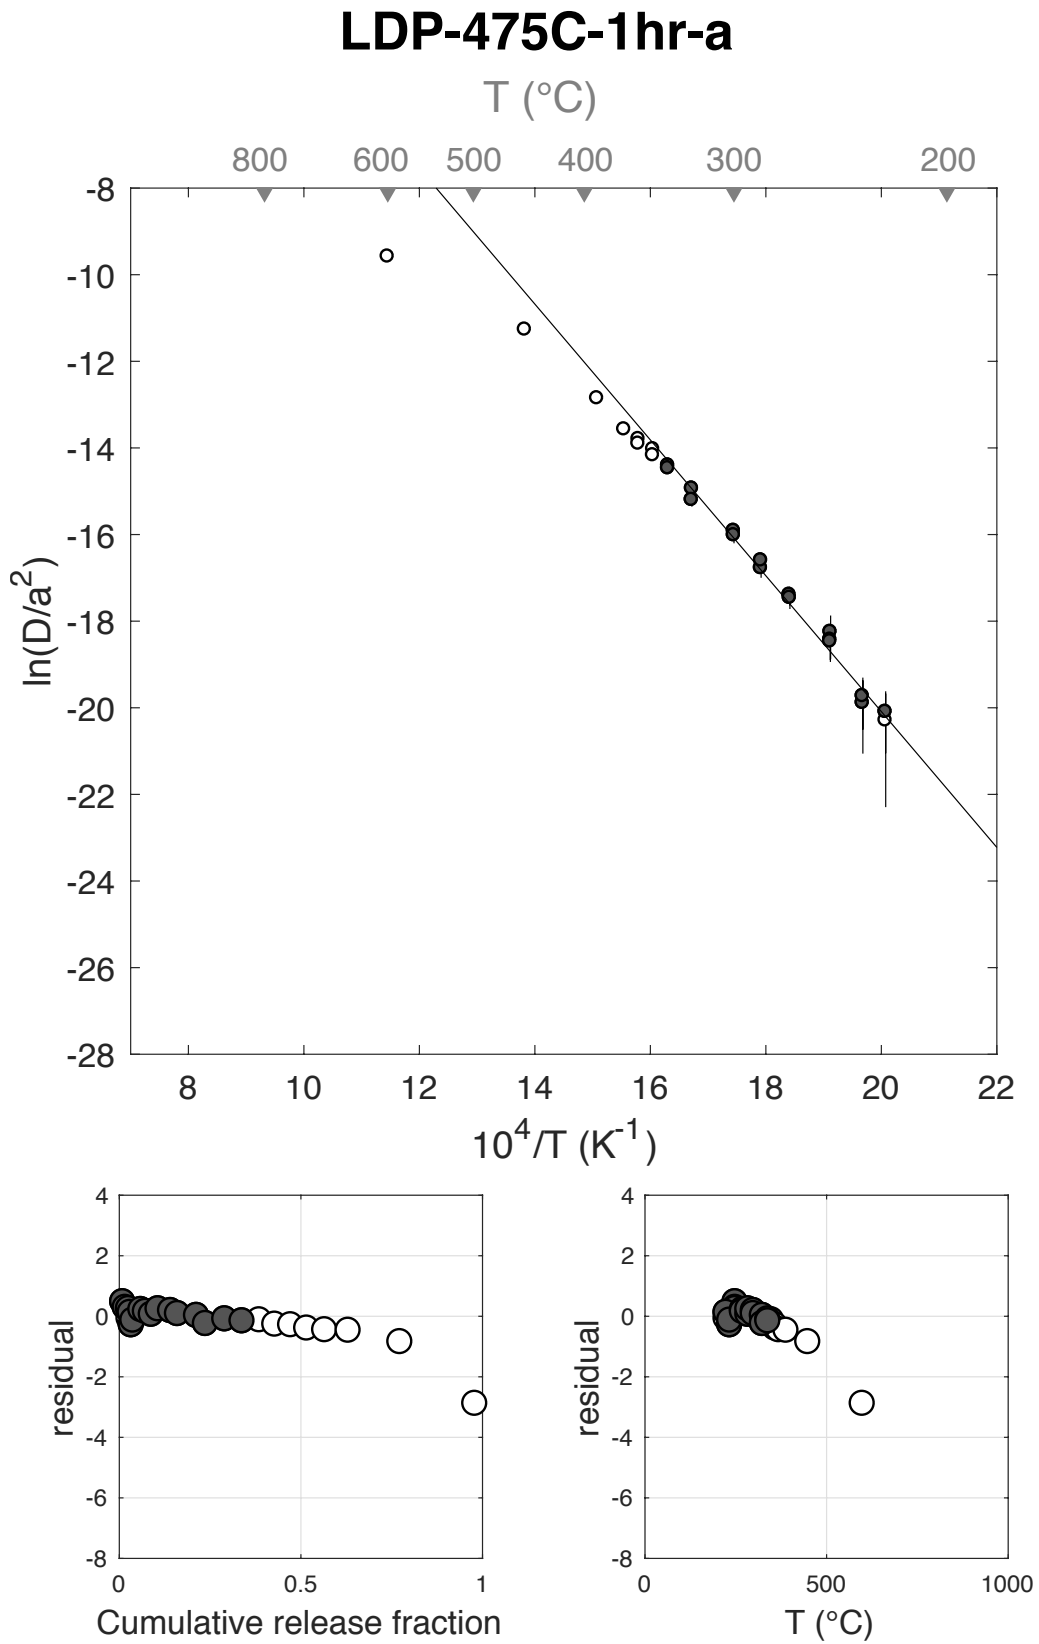 LDP-475C-1hr-a
T (°C)
800 600 500 400 300 200
-8
-10
-12
-14
-16
-18
-20
-22
-24
-26
-28
ln(D/a²)
8 10 12 14 16 18 20 22
10⁴/T (K⁻¹)
4
2
0
-2
-4
-6
-8
residual
0 0.5 1
Cumulative release fraction
4
2
0
-2
-4
-6
-8
residual
0 500 1000
T (°C)